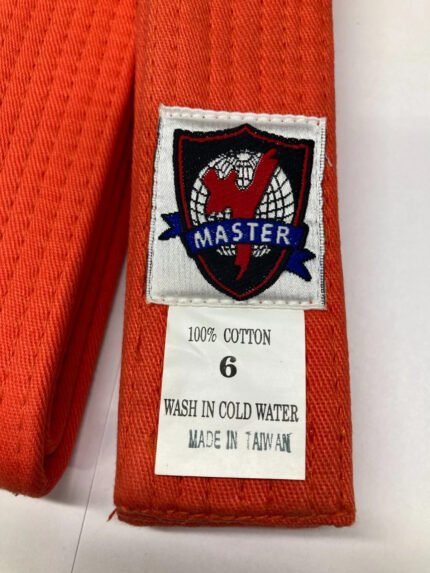 MASTER
100% COTTON
6
WASH IN COLD WATER
MADE IN TAIWAN